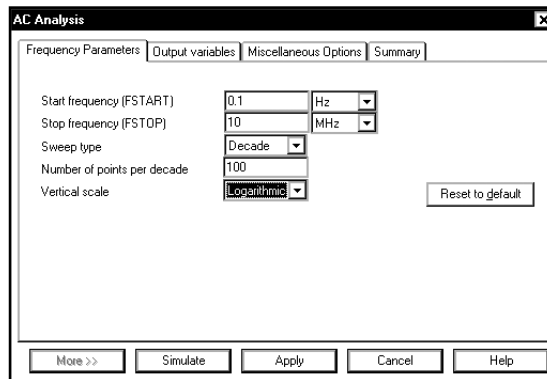 AC Analysis
Frequency Parameters Output variables Miscellaneous Options Summary
Start frequency (FSTART) 0.1 Hz
Stop frequency (FSTOP) 10 MHz
Sweep type Decade
Number of points per decade 100
Vertical scale Logarithmic
Reset to default
More >> Simulate Apply Cancel Help